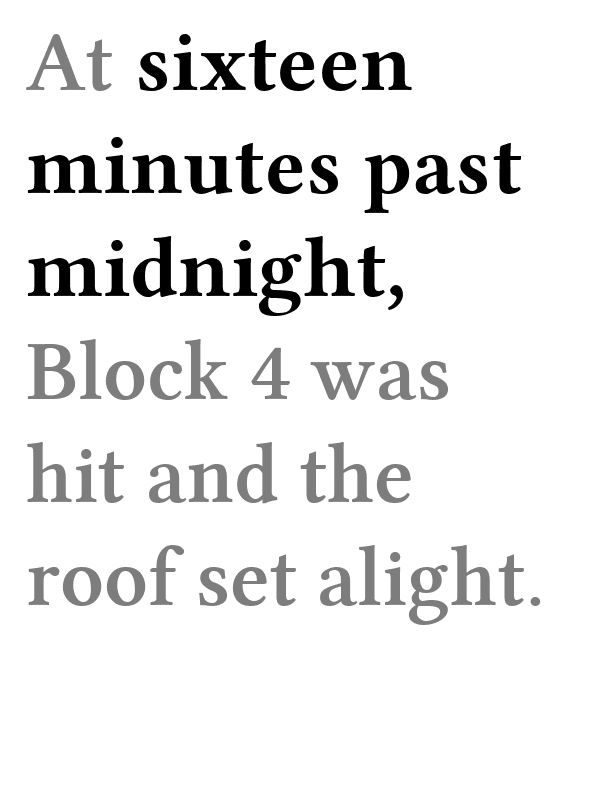 At sixteen
minutes past
midnight,
Block 4 was
hit and the
roof set alight.